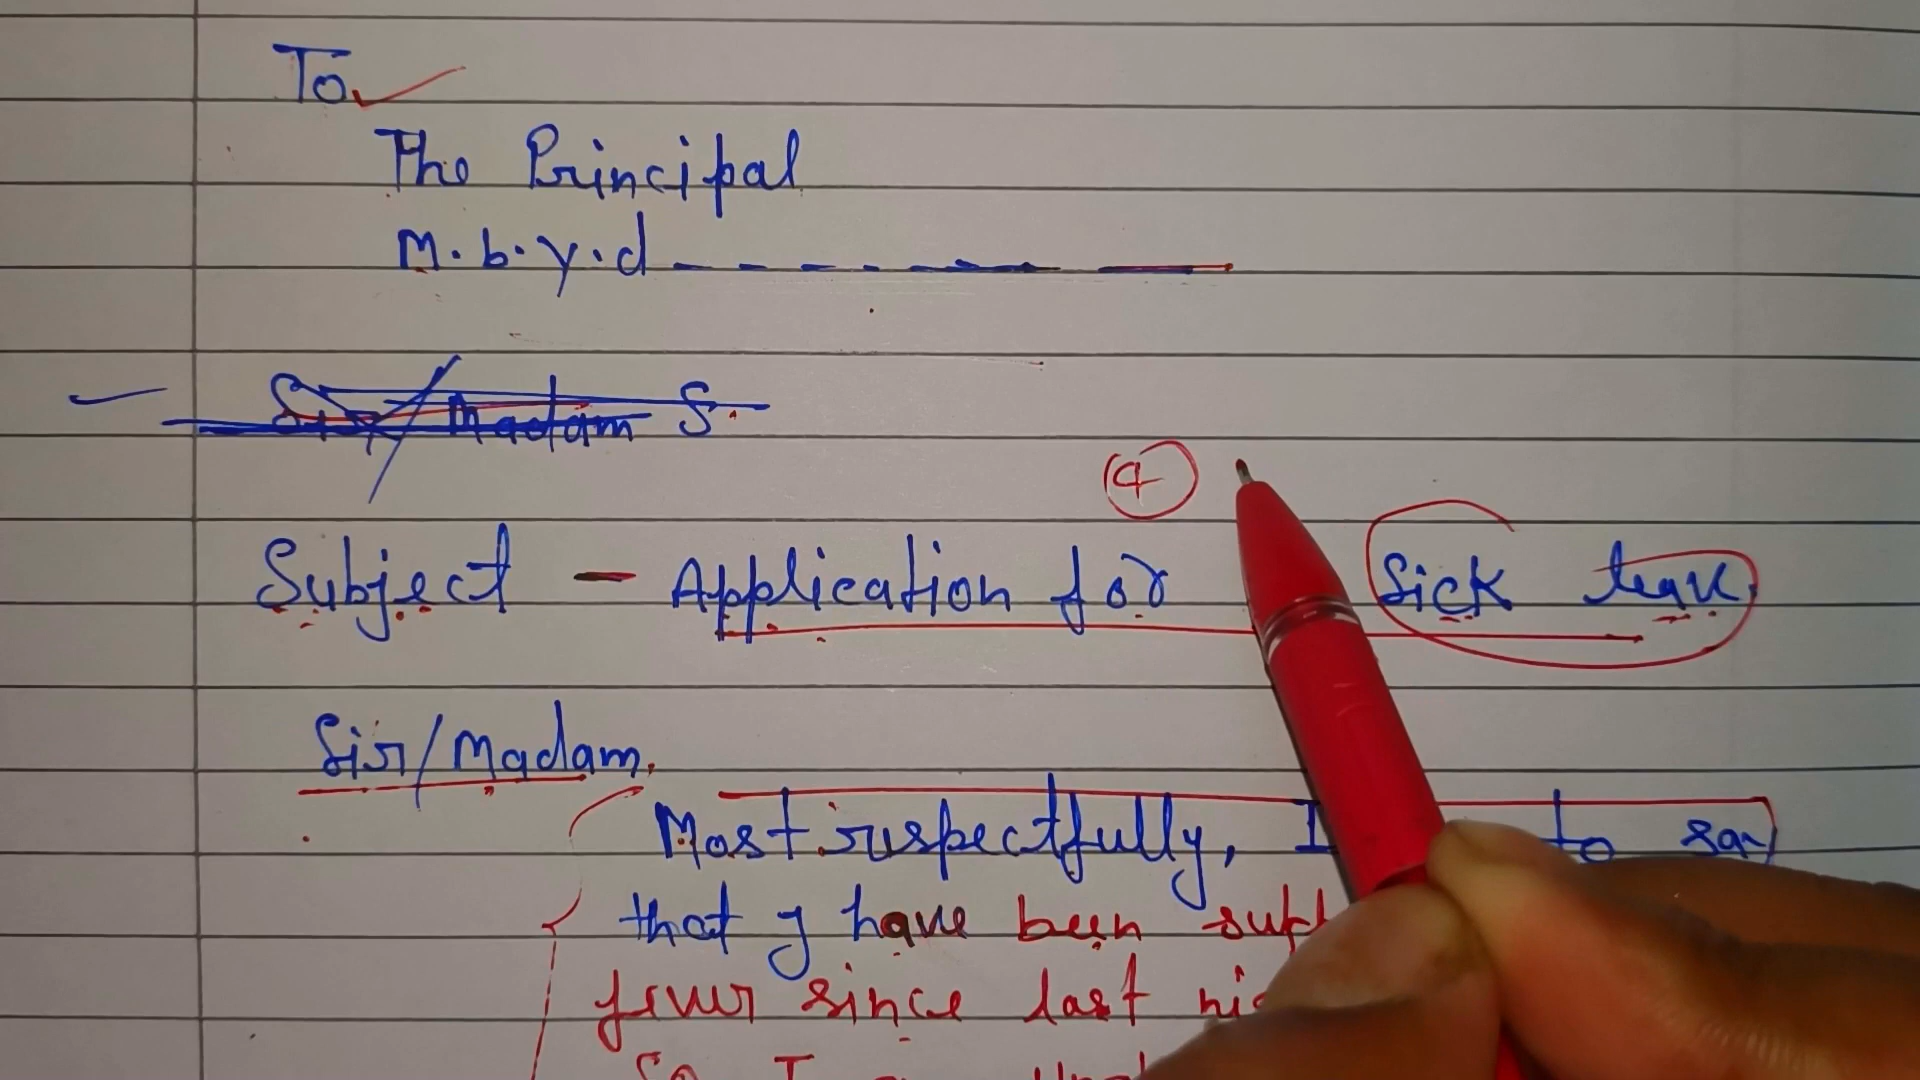 To
The Principal
M.b.y.d
Sir/Madam S
4
Subject - Application for Sick leave
Sir/Madam.
Most respectfully, I to say
that I have been
fever since last
So I